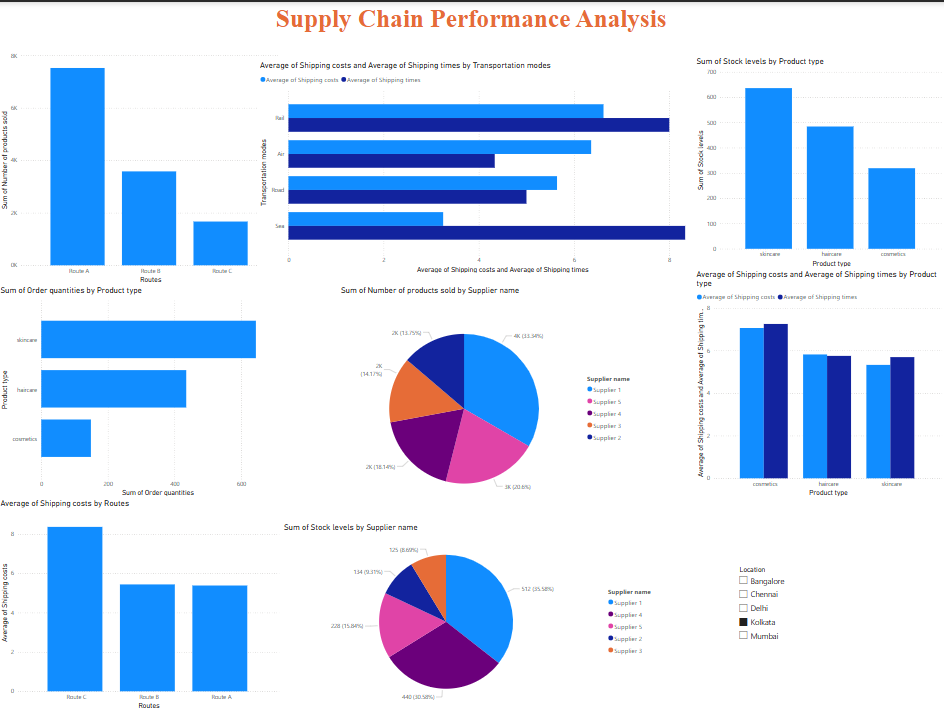 Supply Chain Performance Analysis
8K
6K
4K
2K
0K
Sum of Number of products sold
Route A
Route B
Route C
Routes
Average of Shipping costs and Average of Shipping times by Transportation modes
Average of Shipping costs
Average of Shipping times
Transportation modes
Rail
Air
Road
Sea
0
2
4
6
8
Average of Shipping costs and Average of Shipping times
Sum of Stock levels by Product type
700
600
500
400
300
200
100
0
Sum of Stock levels
skincare
haircare
cosmetics
Product type
Sum of Order quantities by Product type
Product type
skincare
haircare
cosmetics
0
200
400
600
Sum of Order quantities
Sum of Number of products sold by Supplier name
4K (33.34%)
3K (20.6%)
2K (18.14%)
2K
(14.17%)
2K (13.75%)
Supplier name
Supplier 1
Supplier 5
Supplier 4
Supplier 3
Supplier 2
Average of Shipping costs and Average of Shipping times by Product
type
Average of Shipping costs
Average of Shipping times
8
6
4
2
0
Average of Shipping costs and Average of Shipping tim...
cosmetics
haircare
skincare
Product type
Average of Shipping costs by Routes
8
6
4
2
0
Average of Shipping costs
Route C
Route B
Route A
Routes
Sum of Stock levels by Supplier name
125 (8.69%)
134 (9.31%)
228 (15.84%)
440 (30.58%)
512 (35.58%)
Supplier name
Supplier 1
Supplier 4
Supplier 5
Supplier 2
Supplier 3
Location
Bangalore
Chennai
Delhi
Kolkata
Mumbai